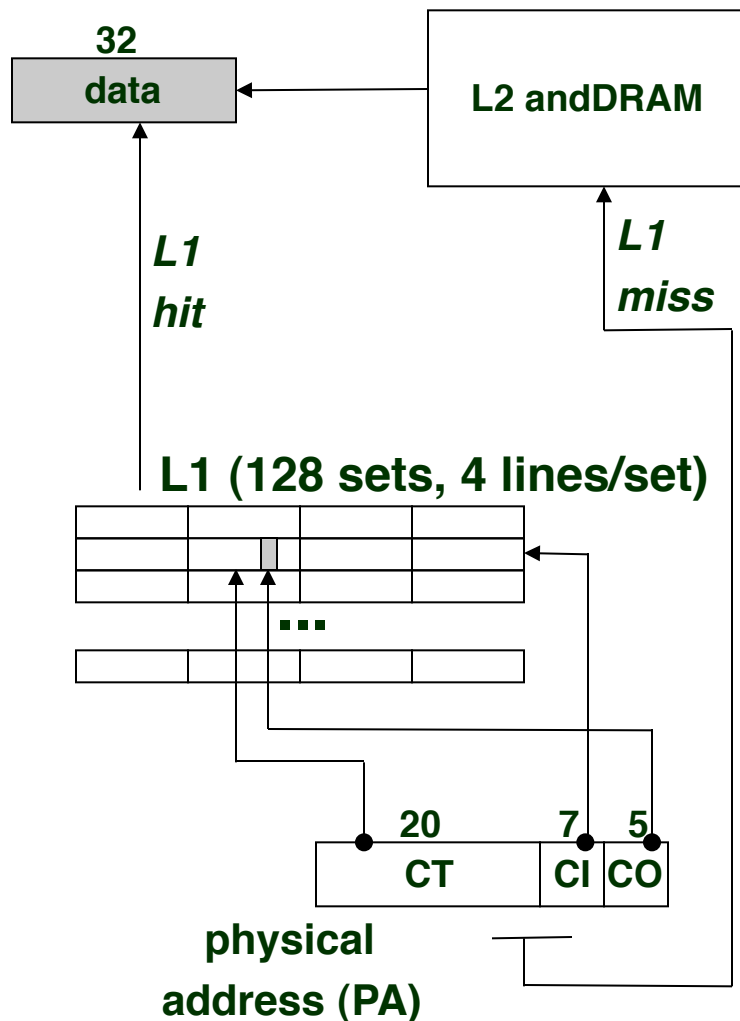 32
data
L2 andDRAM
L1
hit
L1
miss
L1 (128 sets, 4 lines/set)
20
7
5
CT
CI
CO
physical
address (PA)